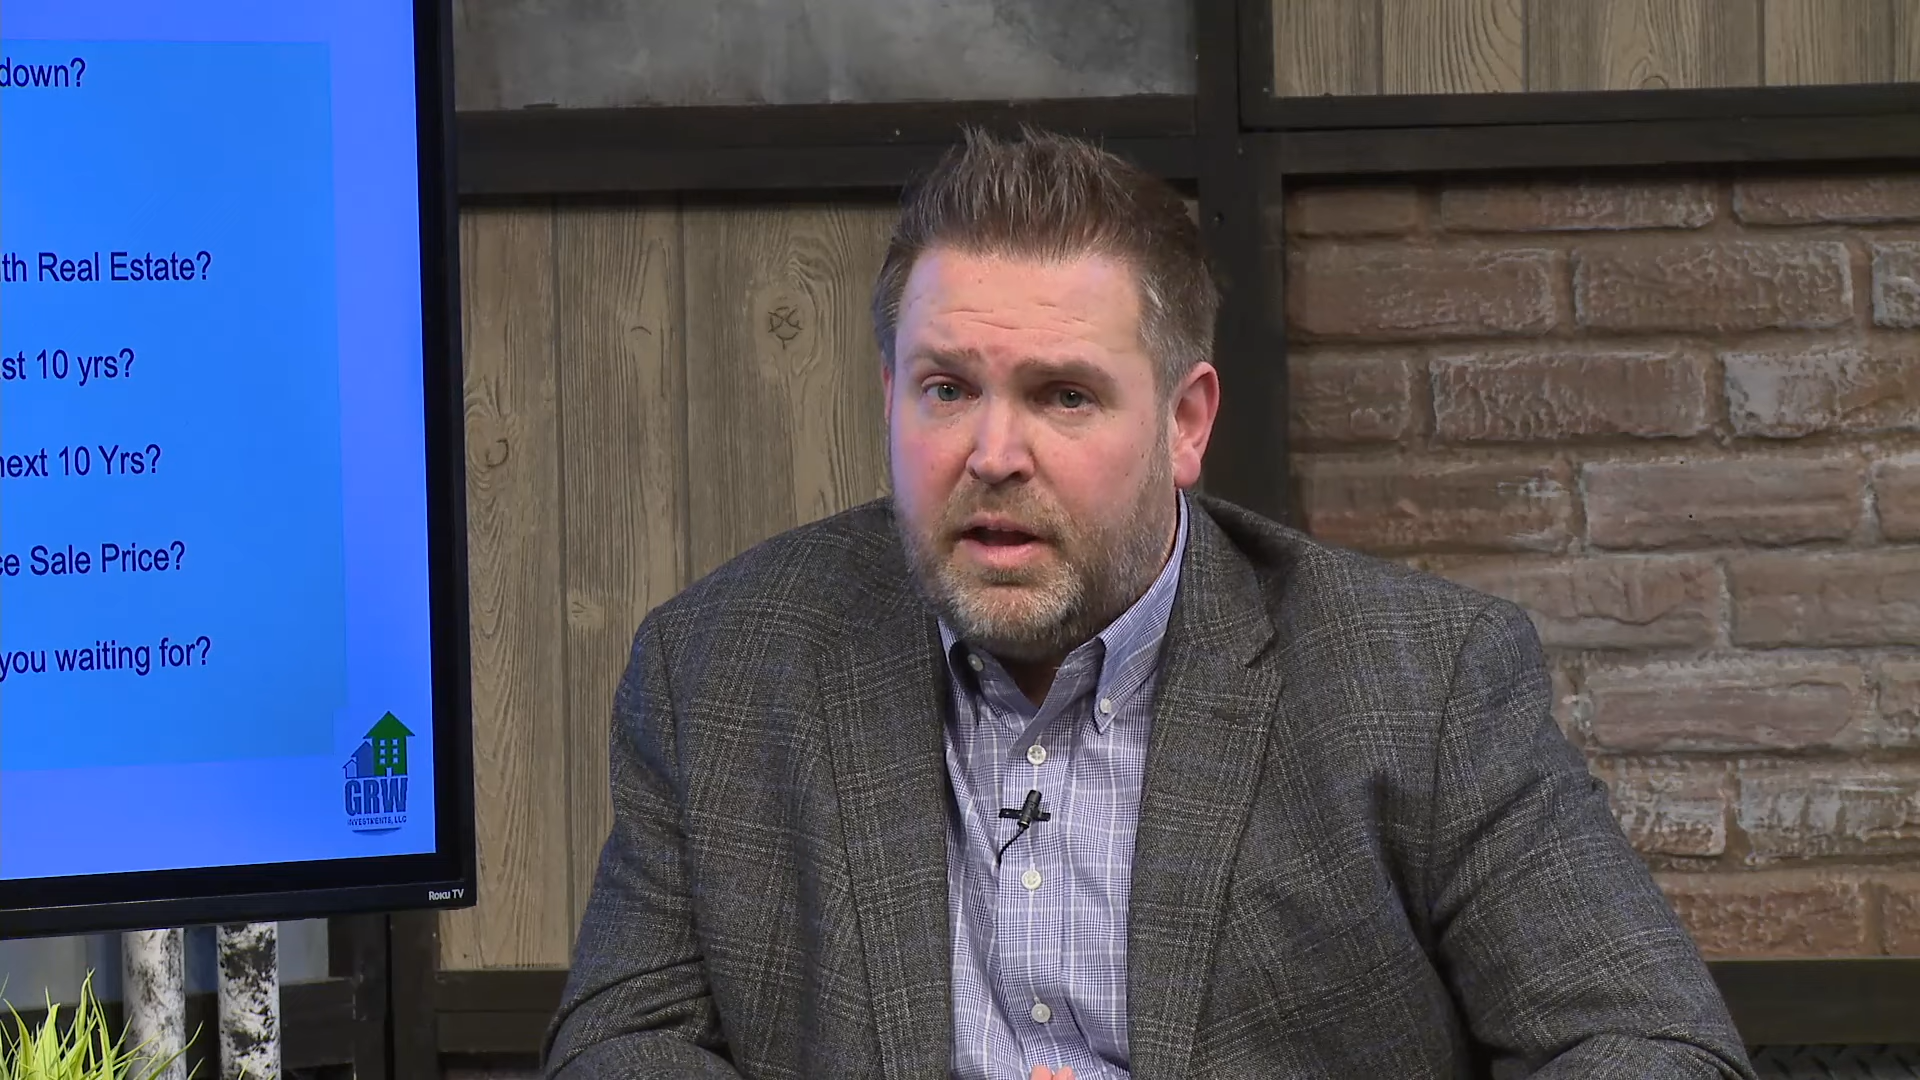 down?
th Real Estate?
st 10 yrs?
next 10 Yrs?
ce Sale Price?
you waiting for?
GRW
INVESTMENTS, LLC
Roku TV